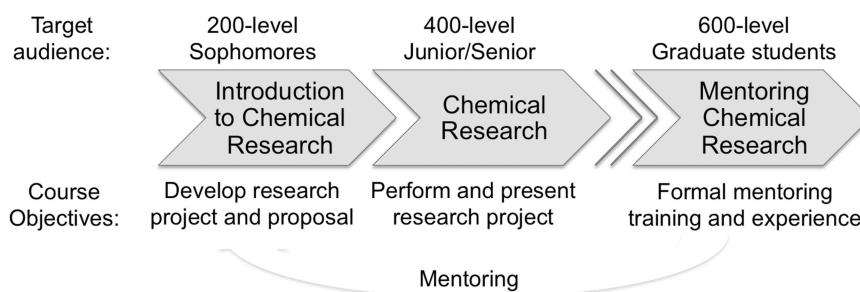 Target
audience:
200-level
Sophomores
400-level
Junior/Senior
600-level
Graduate students
Introduction
to Chemical
Research
Chemical
Research
Mentoring
Chemical
Research
Course
Objectives:
Develop research
project and proposal
Perform and present
research project
Formal mentoring
training and experience
Mentoring